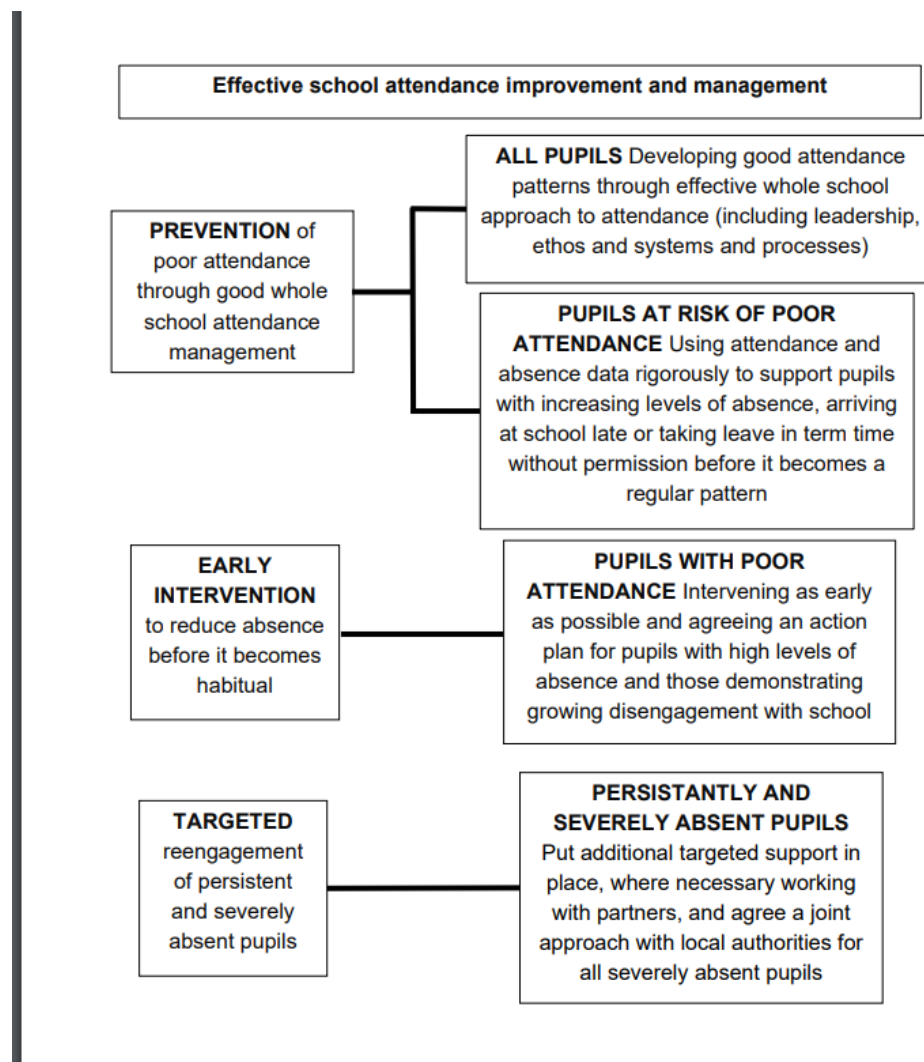 Effective school attendance improvement and management
PREVENTION of
poor attendance
through good whole
school attendance
management
ALL PUPILS Developing good attendance
patterns through effective whole school
approach to attendance (including leadership,
ethos and systems and processes)
PUPILS AT RISK OF POOR
ATTENDANCE Using attendance and
absence data rigorously to support pupils
with increasing levels of absence, arriving
at school late or taking leave in term time
without permission before it becomes a
regular pattern
EARLY
INTERVENTION
to reduce absence
before it becomes
habitual
PUPILS WITH POOR
ATTENDANCE Intervening as early
as possible and agreeing an action
plan for pupils with high levels of
absence and those demonstrating
growing disengagement with school
TARGETED
reengagement
of persistent
and severely
absent pupils
PERSISTANTLY AND
SEVERELY ABSENT PUPILS
Put additional targeted support in
place, where necessary working
with partners, and agree a joint
approach with local authorities for
all severely absent pupils